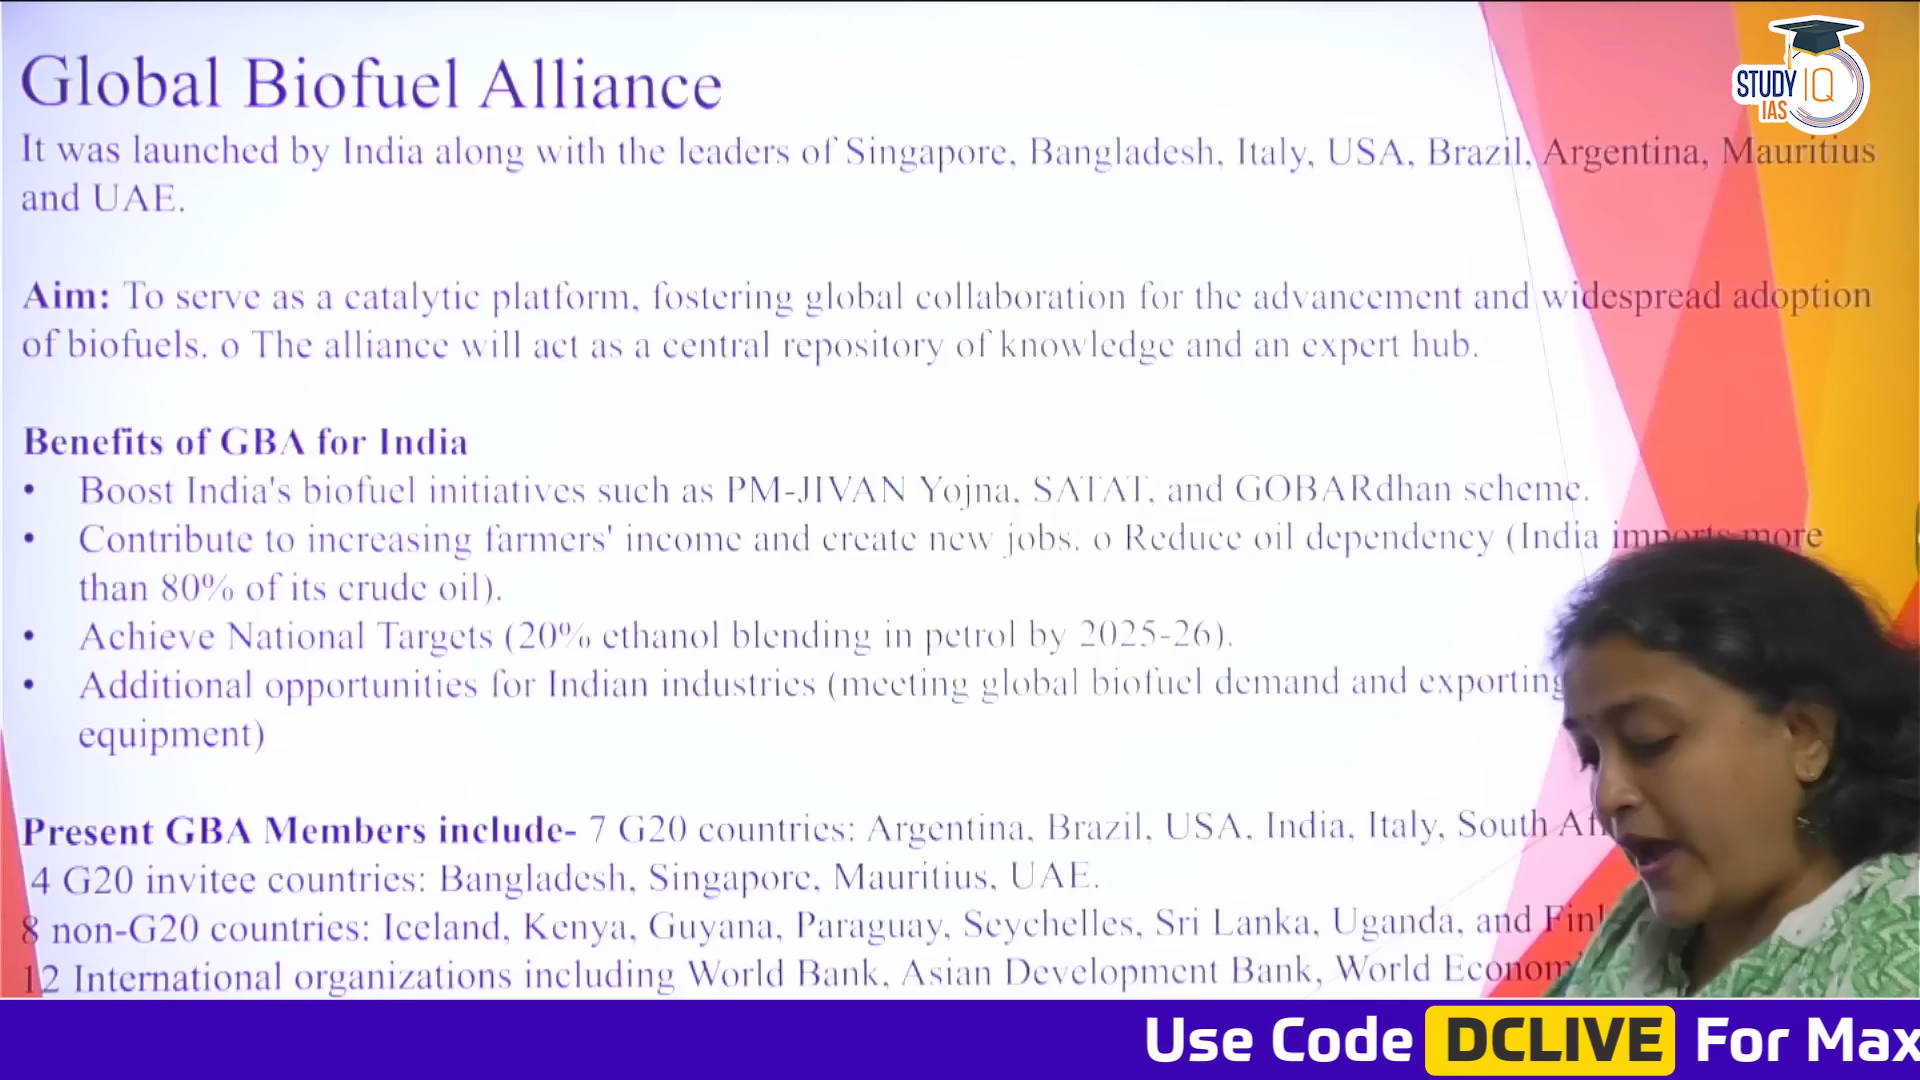 Global Biofuel Alliance
STUDY IQ
IAS
It was launched by India along with the leaders of Singapore, Bangladesh, Italy, USA, Brazil, Argentina, Mauritius
and UAE.
Aim: To serve as a catalytic platform, fostering global collaboration for the advancement and widespread adoption
of biofuels. o The alliance will act as a central repository of knowledge and an expert hub.
Benefits of GBA for India
• Boost India's biofuel initiatives such as PM-JIVAN Yojna, SATAT, and GOBARdhan scheme.
• Contribute to increasing farmers' income and create new jobs. o Reduce oil dependency (India imports more
than 80% of its crude oil).
• Achieve National Targets (20% ethanol blending in petrol by 2025-26).
• Additional opportunities for Indian industries (meeting global biofuel demand and exporting
equipment)
Present GBA Members include- 7 G20 countries: Argentina, Brazil, USA, India, Italy, South
4 G20 invitee countries: Bangladesh, Singapore, Mauritius, UAE.
8 non-G20 countries: Iceland, Kenya, Guyana, Paraguay, Seychelles, Sri Lanka, Uganda, and
12 International organizations including World Bank, Asian Development Bank, World
Use Code DCLIVE For Max